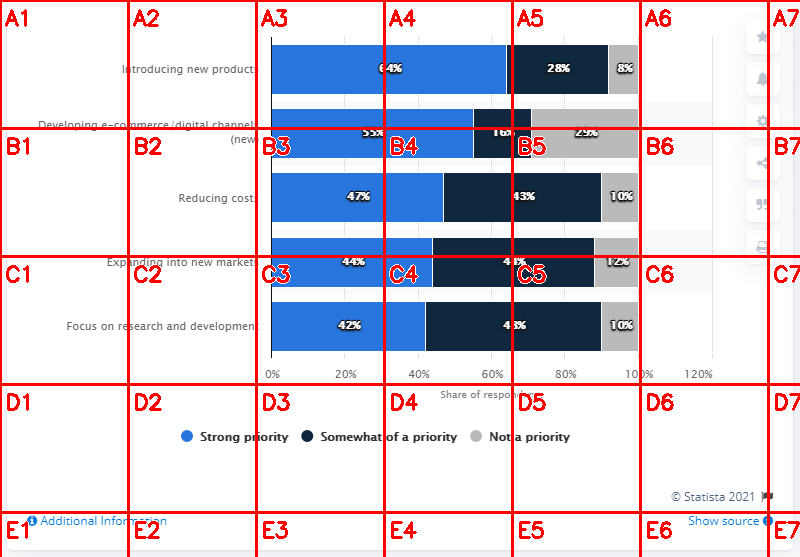 A1 A2 A3 A4 A5 A6 A7
Introducing new products 64% 28% 8%
Developing e-commerce/digital channels
(new) 55% 16% 29%
B1 B2 B3 B4 B5 B6 B7
Reducing costs 47% 43% 10%
Expanding into new markets 44% 44% 12%
C1 C2 C3 C4 C5 C6 C7
Focus on research and development 42% 48% 10%
0% 20% 40% 60% 80% 100% 120%
Share of
D1 D2 D3 D4 D5 D6 D7
Strong priority Somewhat of a priority Not a priority
© Statista 2021
Additional Information Show source
E1 E2 E3 E4 E5 E6 E7